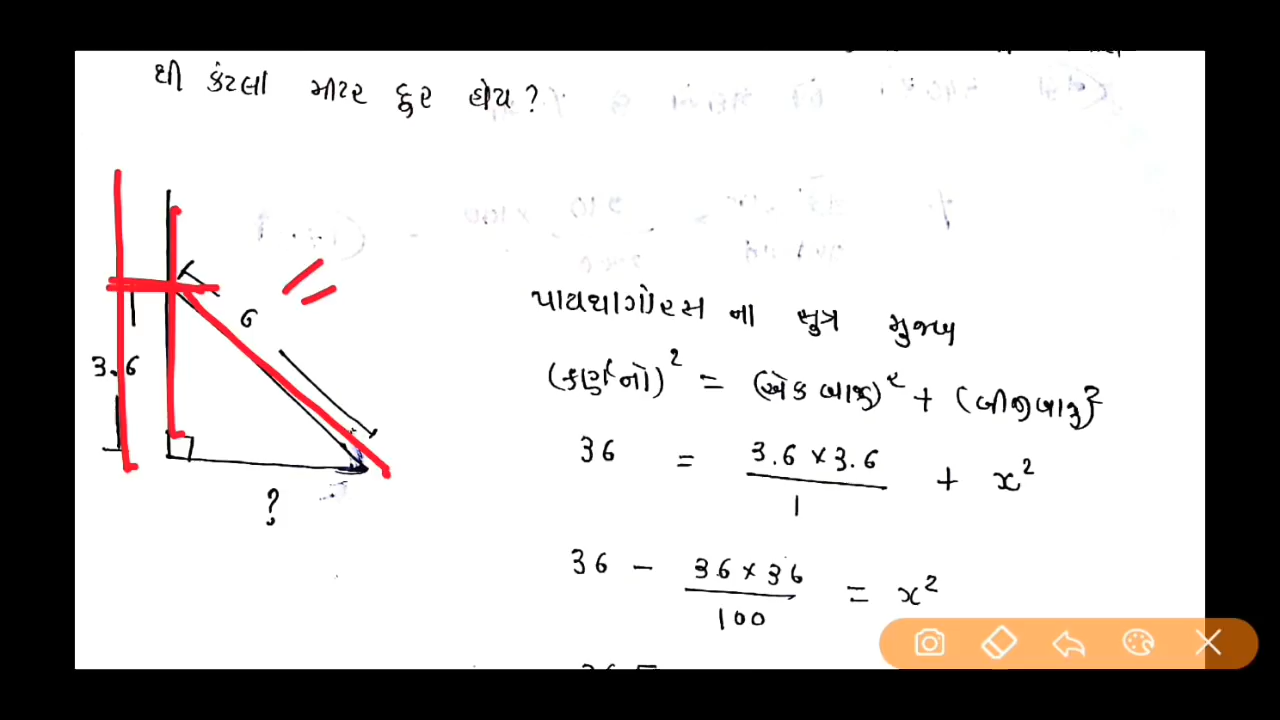 થી કેટલા મીટર દુર હોય ?
6
3.6
?
પાયથાગોરસ ના સુત્ર મુજબ
(કર્ણનો)² = (એક બાજુ)² + (બીજી બાજુ)²
36 = 3.6 × 3.6 / 1 + x²
36 - 36 × 36 / 100 = x²